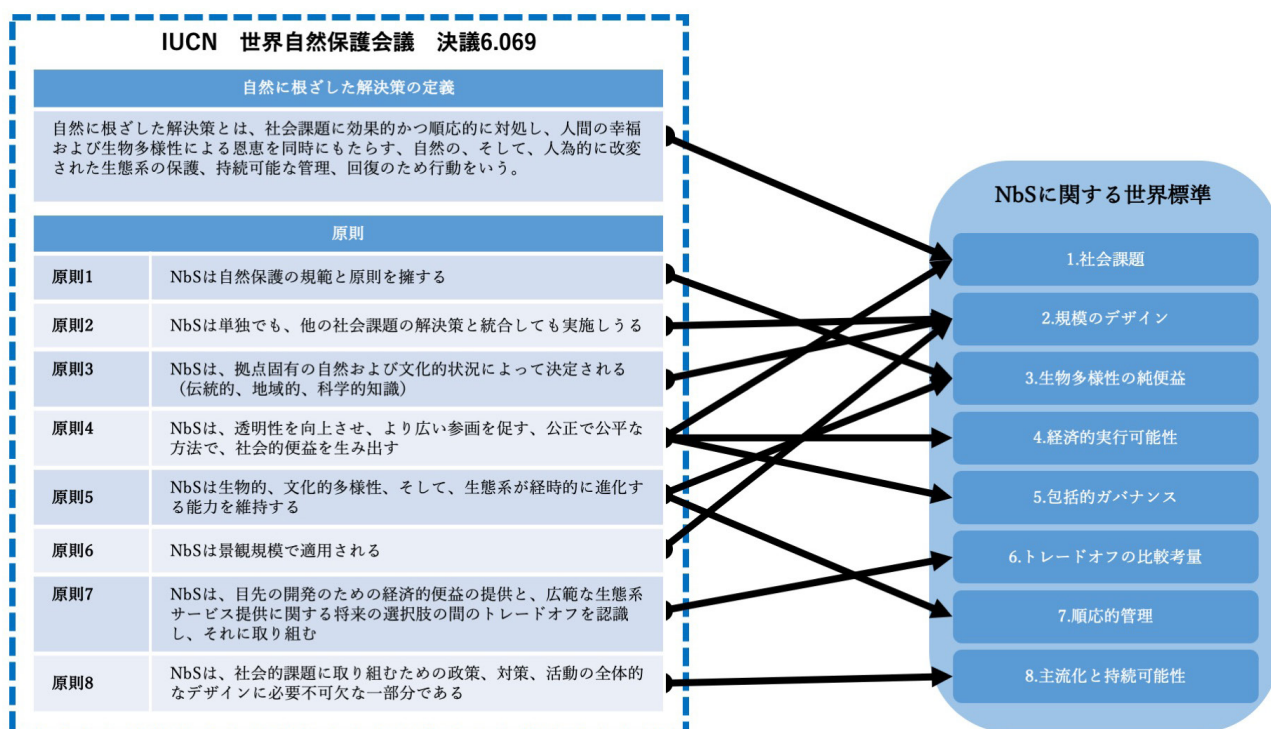 IUCN 世界自然保護会議 決議6.069
自然に根ざした解決策の定義
自然に根ざした解決策とは、社会課題に効果的かつ順応的に対処し、人間の幸福
および生物多様性による恩恵を同時にもたらす、自然の、そして、人為的に改変
された生態系の保護、持続可能な管理、回復のため行動をいう。
原則
原則1
NbSは自然保護の規範と原則を擁する
原則2
NbSは単独でも、他の社会課題の解決策と統合しても実施しうる
原則3
NbSは、拠点固有の自然および文化的状況によって決定される
（伝統的、地域的、科学的知識）
原則4
NbSは、透明性を向上させ、より広い参画を促す、公正で公平な
方法で、社会的便益を生み出す
原則5
NbSは生物的、文化的多様性、そして、生態系が経時的に進化す
る能力を維持する
原則6
NbSは景観規模で適用される
原則7
NbSは、目先の開発のための経済的便益の提供と、広範な生態系
サービス提供に関する将来の選択肢の間のトレードオフを認識
し、それに取り組む
原則8
NbSは、社会的課題に取り組むための政策、対策、活動の全体的
なデザインに必要不可欠な一部分である
NbSに関する世界標準
1.社会課題
2.規模のデザイン
3.生物多様性の純便益
4.経済的実行可能性
5.包括的ガバナンス
6.トレードオフの比較考量
7.順応的管理
8.主流化と持続可能性